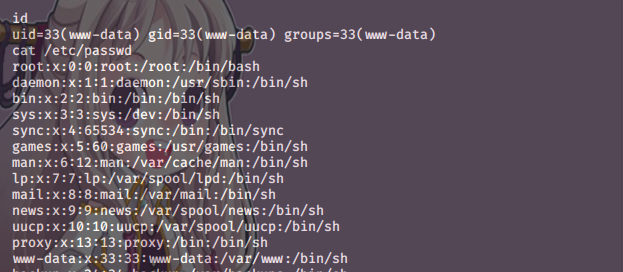 id
uid=33(www-data) gid=33(www-data) groups=33(www-data)
cat /etc/passwd
root:x:0:0:root:/root:/bin/bash
daemon:x:1:1:daemon:/usr/sbin:/bin/sh
bin:x:2:2:bin:/bin:/bin/sh
sys:x:3:3:sys:/dev:/bin/sh
sync:x:4:65534:sync:/bin:/bin/sync
games:x:5:60:games:/usr/games:/bin/sh
man:x:6:12:man:/var/cache/man:/bin/sh
lp:x:7:7:lp:/var/spool/lpd:/bin/sh
mail:x:8:8:mail:/var/mail:/bin/sh
news:x:9:9:news:/var/spool/news:/bin/sh
uucp:x:10:10:uucp:/var/spool/uucp:/bin/sh
proxy:x:13:13:proxy:/bin:/bin/sh
www-data:x:33:33:www-data:/var/www:/bin/sh